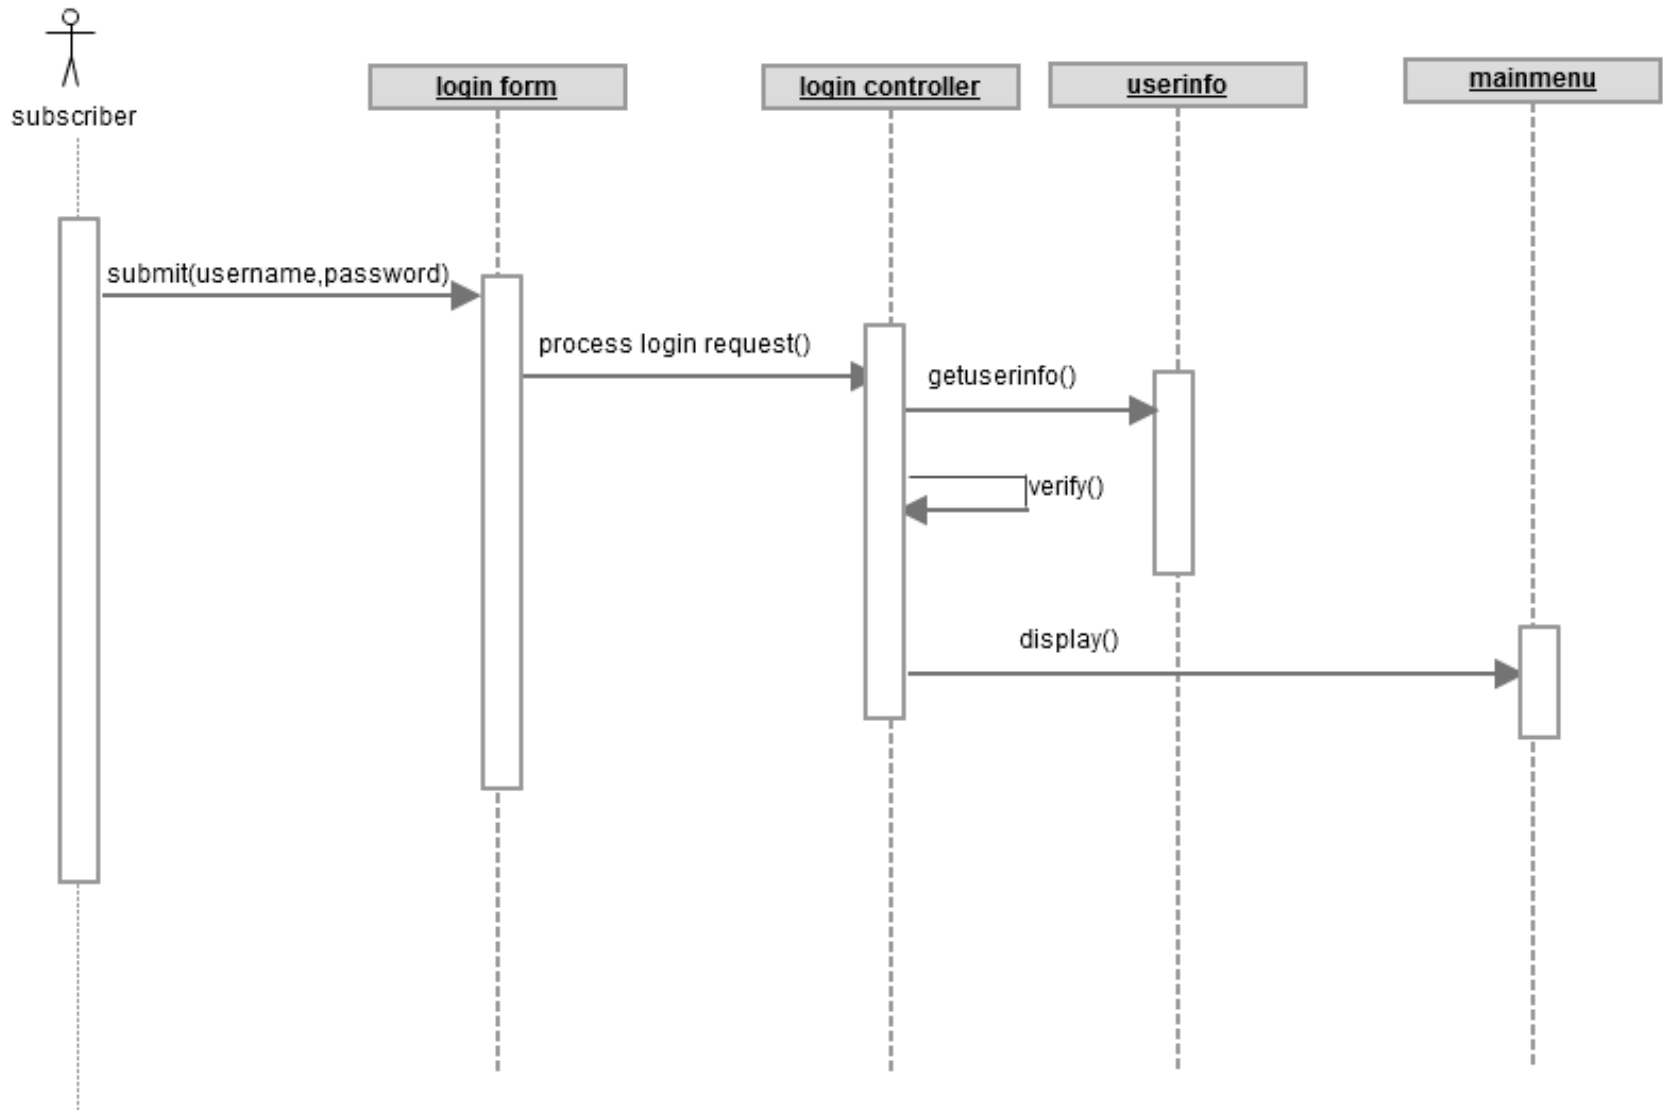 subscriber
login form
login controller
userinfo
mainmenu
submit(username,password)
process login request()
getuserinfo()
verify()
display()